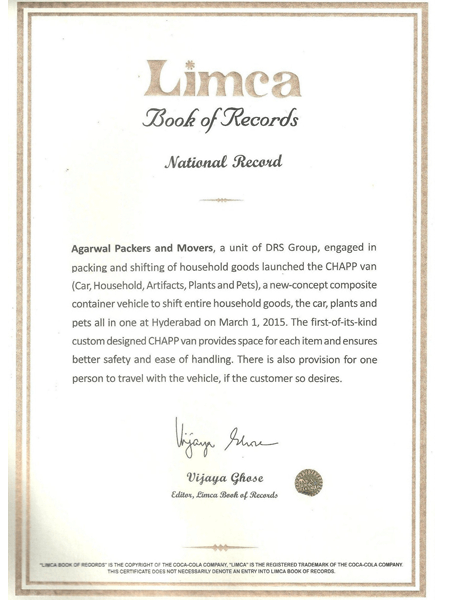 Limca
Book of Records
National Record
Agarwal Packers and Movers, a unit of DRS Group, engaged in
packing and shifting of household goods launched the CHAPP van
(Car, Household, Artifacts, Plants and Pets), a new-concept composite
container vehicle to shift entire household goods, the car, plants and
pets all in one at Hyderabad on March 1, 2015. The first-of-its-kind
custom designed CHAPP van provides space for each item and ensures
better safety and ease of handling. There is also provision for one
person to travel with the vehicle, if the customer so desires.
Vijaya Ghose
Vijaya Ghose
Editor, Limca Book of Records
"LIMCA BOOK OF RECORDS" IS THE COPYRIGHT OF THE COCA-COLA COMPANY, "LIMCA" IS THE REGISTERED TRADEMARK OF THE COCA-COLA COMPANY.
THIS CERTIFICATE DOES NOT NECESSARILY DENOTE AN ENTRY INTO LIMCA BOOK OF RECORDS.